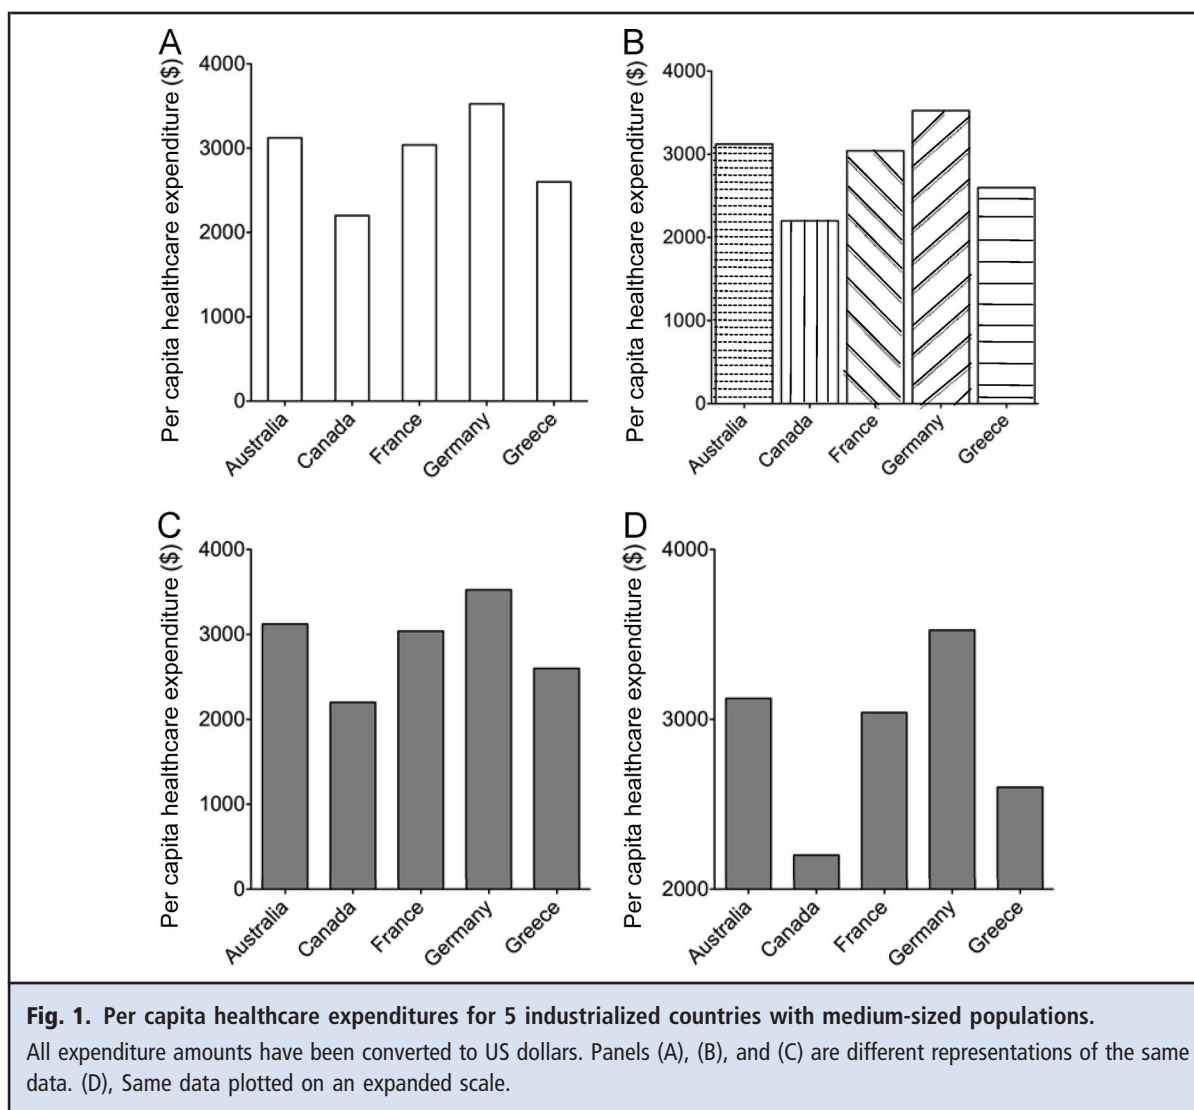 A
Per capita healthcare expenditure ($)
4000
3000
2000
1000
0
Australia
Canada
France
Germany
Greece
B
Per capita healthcare expenditure ($)
4000
3000
2000
1000
0
Australia
Canada
France
Germany
Greece
C
Per capita healthcare expenditure ($)
4000
3000
2000
1000
0
Australia
Canada
France
Germany
Greece
D
Per capita healthcare expenditure ($)
4000
3000
2000
Australia
Canada
France
Germany
Greece
Fig. 1. Per capita healthcare expenditures for 5 industrialized countries with medium-sized populations.
All expenditure amounts have been converted to US dollars. Panels (A), (B), and (C) are different representations of the same
data. (D), Same data plotted on an expanded scale.